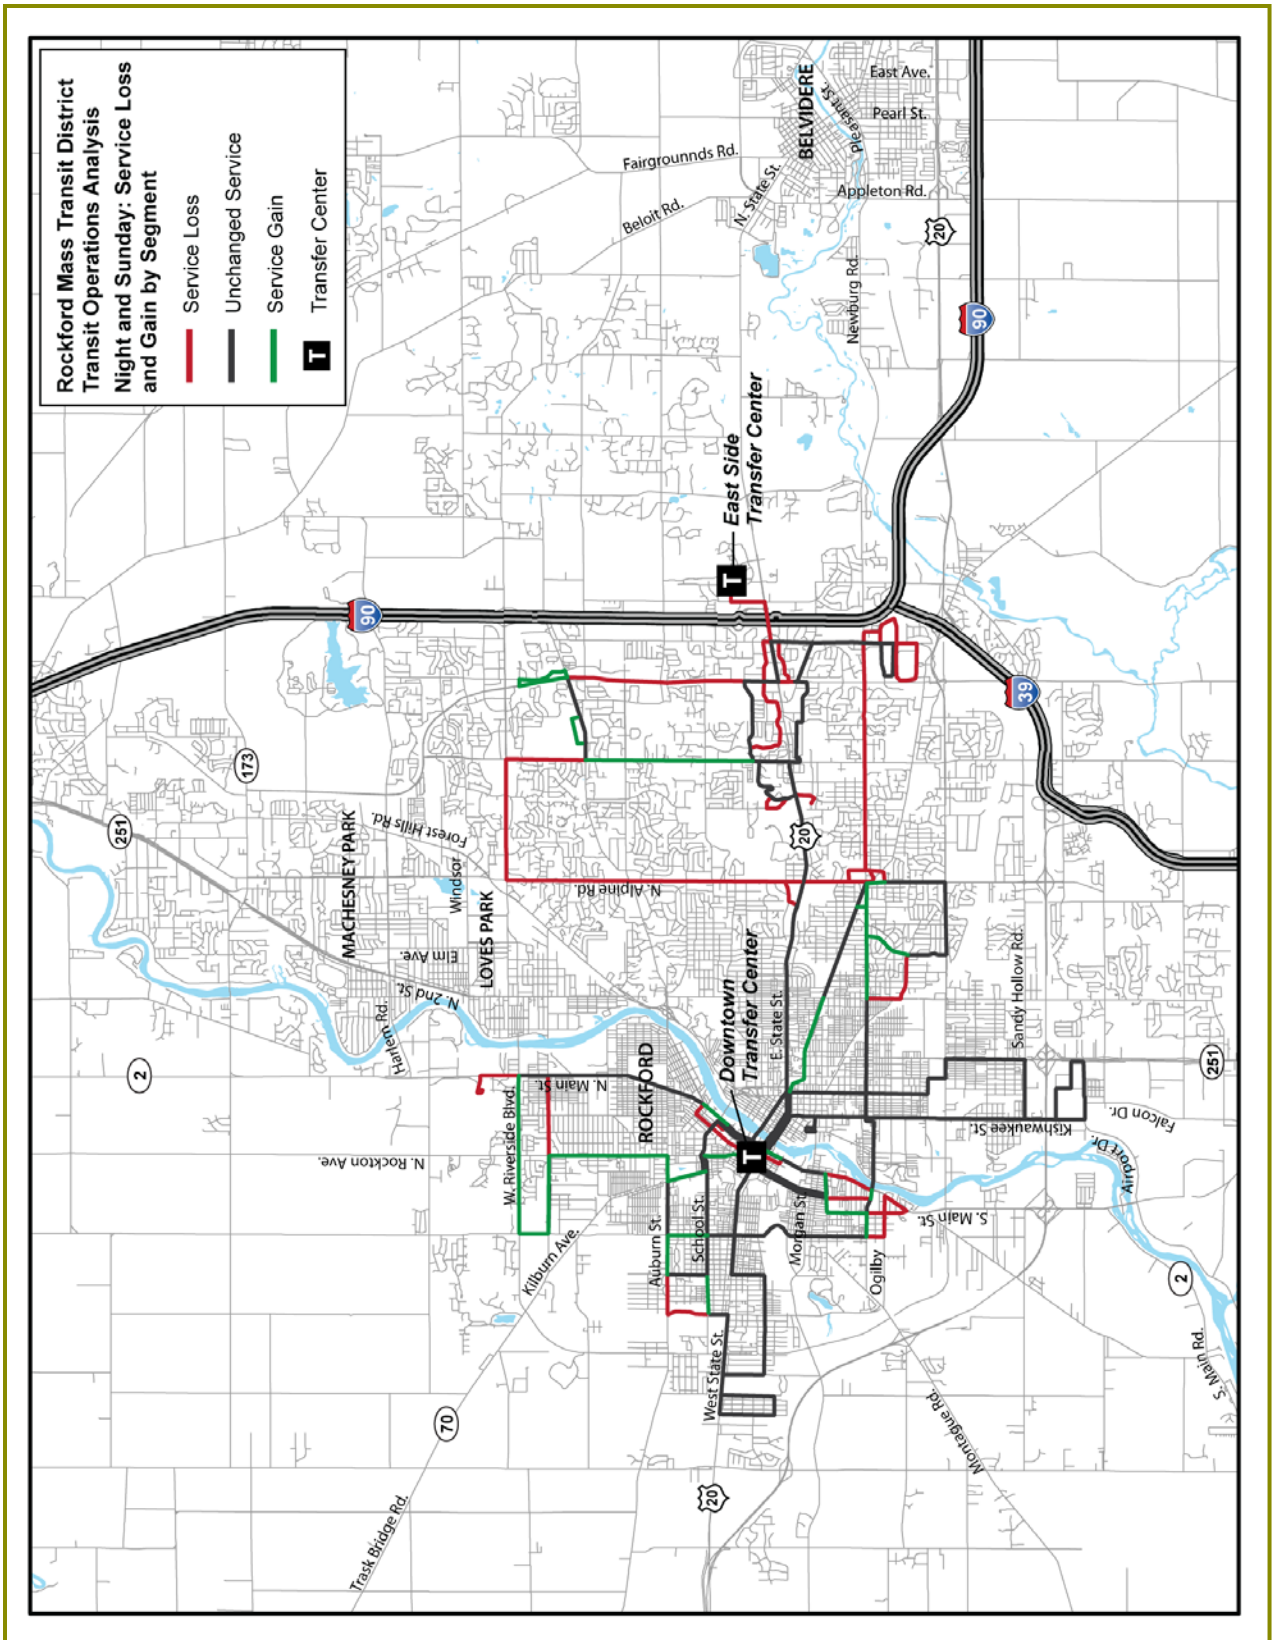 Rockford Mass Transit District
Transit Operations Analysis
Night and Sunday: Service Loss
and Gain by Segment
Service Loss
Unchanged Service
Service Gain
T
Transfer Center
90
173
251
MACHESNEY PARK
Forest Hills Rd.
Windsor
LOVES PARK
Elm Ave.
N. 2nd St.
Harlem Rd.
2
N. Rockton Ave.
W. Riverside Blvd.
N. Main St.
N. Alpine Rd.
ROCKFORD
Kilburn Ave.
Auburn St.
School St.
West State St.
70
Trask Bridge Rd.
20
Fairgrounnds Rd.
Beloit Rd.
N. State St.
BELVIDERE
Pleasant St.
East Ave.
Pearl St.
Appleton Rd.
Newburg Rd.
20
90
T
East Side
Transfer Center
39
20
E. State St.
Downtown
Transfer Center
T
Sandy Hollow Rd.
251
Kishwaukee St.
Falcon Dr.
Airport Dr.
Morgan St.
S. Main St.
Ogilby
Montague Rd.
2
S. Main Rd.